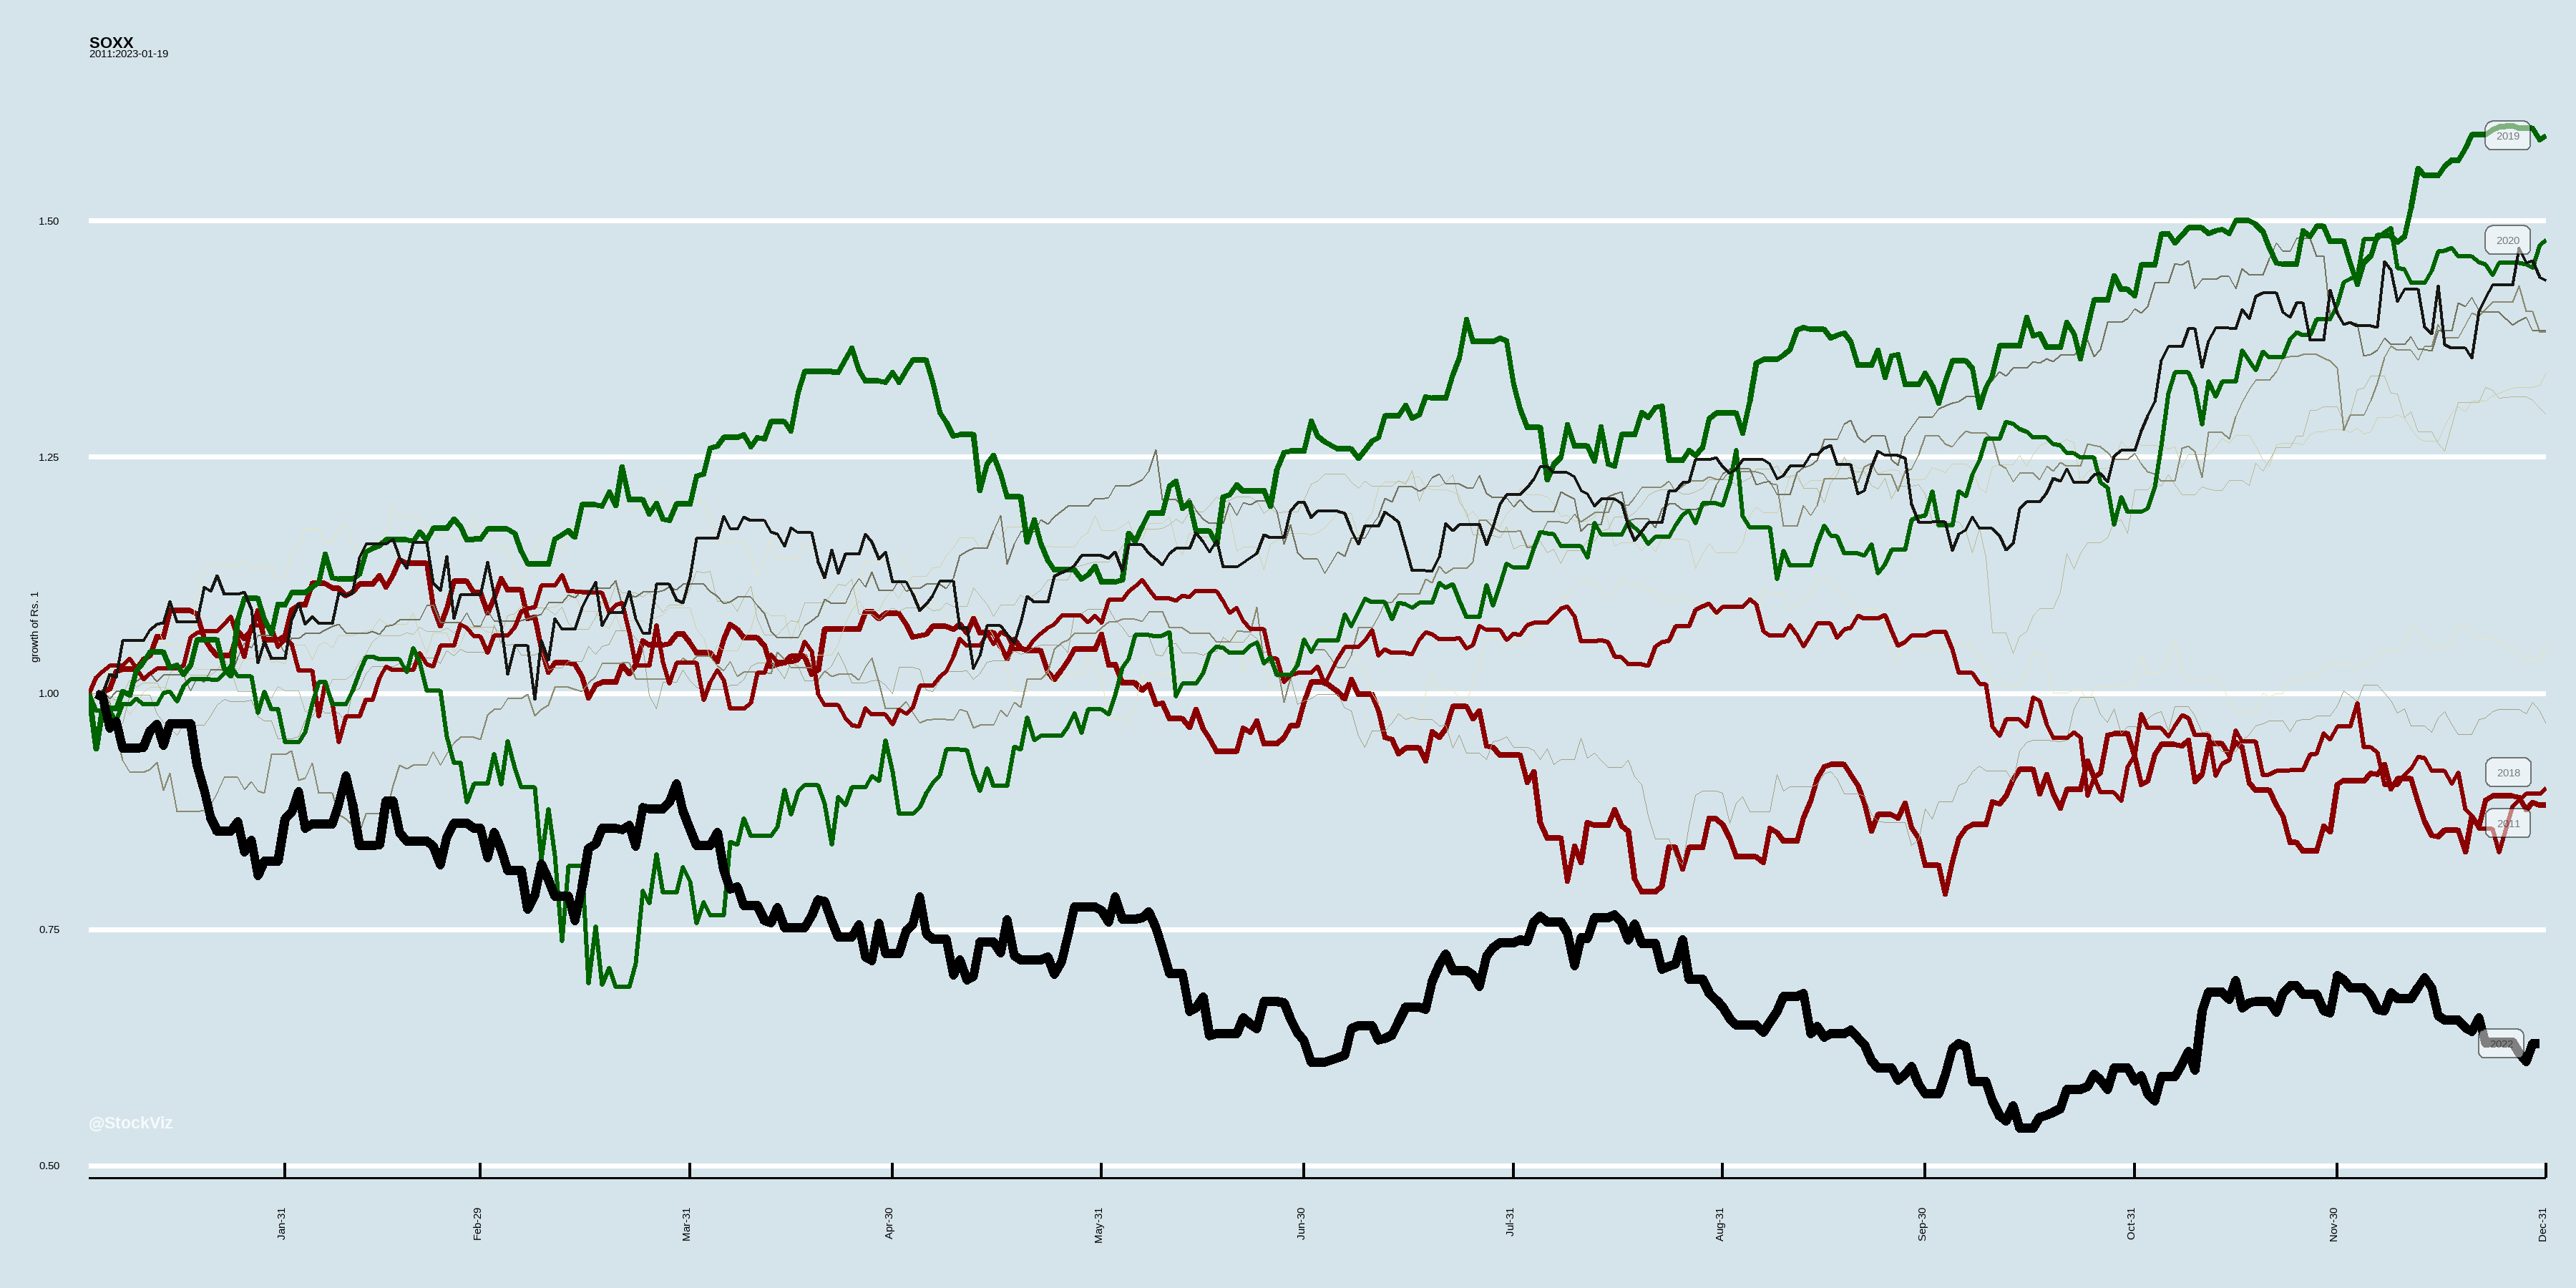 SOXX
2011:2023-01-19
2019
1.50
2020
1.25
growth of Rs. 1
1.00
2018
2011
0.75
2022
@StockViz
0.50
Jan-31
Feb-29
Mar-31
Apr-30
May-31
Jun-30
Jul-31
Aug-31
Sep-30
Oct-31
Nov-30
Dec-31